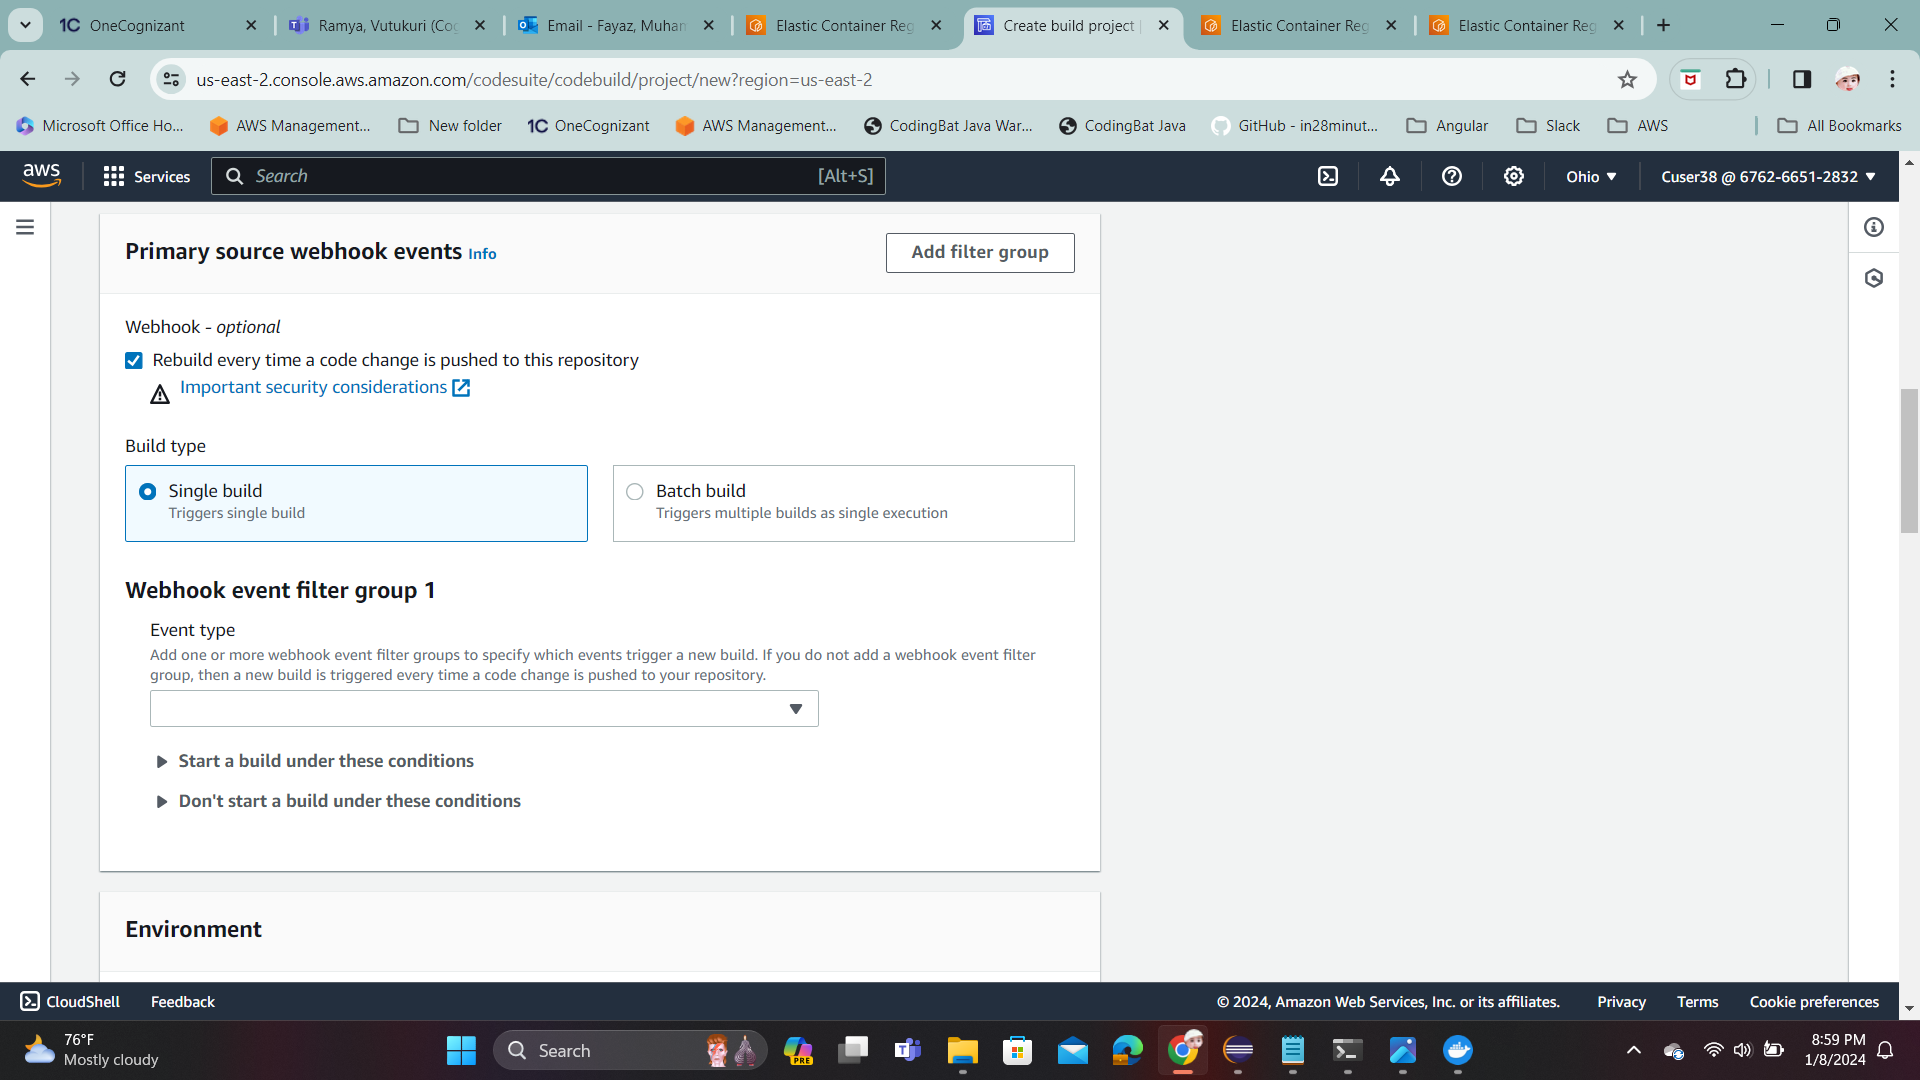 OneCognizant
Ramya, Vutukuri (Cog
Email - Fayaz, Muham
Elastic Container Reg
Create build project |
Elastic Container Reg
Elastic Container Reg
us-east-2.console.aws.amazon.com/codesuite/codebuild/project/new?region=us-east-2
Microsoft Office Ho...
AWS Management...
New folder
1C OneCognizant
AWS Management...
CodingBat Java War...
CodingBat Java
GitHub - in28minut...
Angular
Slack
AWS
All Bookmarks
aws
Services
Search
[Alt+S]
Ohio
Cuser38 @ 6762-6651-2832
Primary source webhook events Info
Add filter group
Webhook - optional
Rebuild every time a code change is pushed to this repository
Important security considerations
Build type
Single build
Triggers single build
Batch build
Triggers multiple builds as single execution
Webhook event filter group 1
Event type
Add one or more webhook event filter groups to specify which events trigger a new build. If you do not add a webhook event filter
group, then a new build is triggered every time a code change is pushed to your repository.
Start a build under these conditions
Don't start a build under these conditions
Environment
CloudShell
Feedback
© 2024, Amazon Web Services, Inc. or its affiliates.
Privacy
Terms
Cookie preferences
76°F
Mostly cloudy
Search
PRE
8:59 PM
1/8/2024